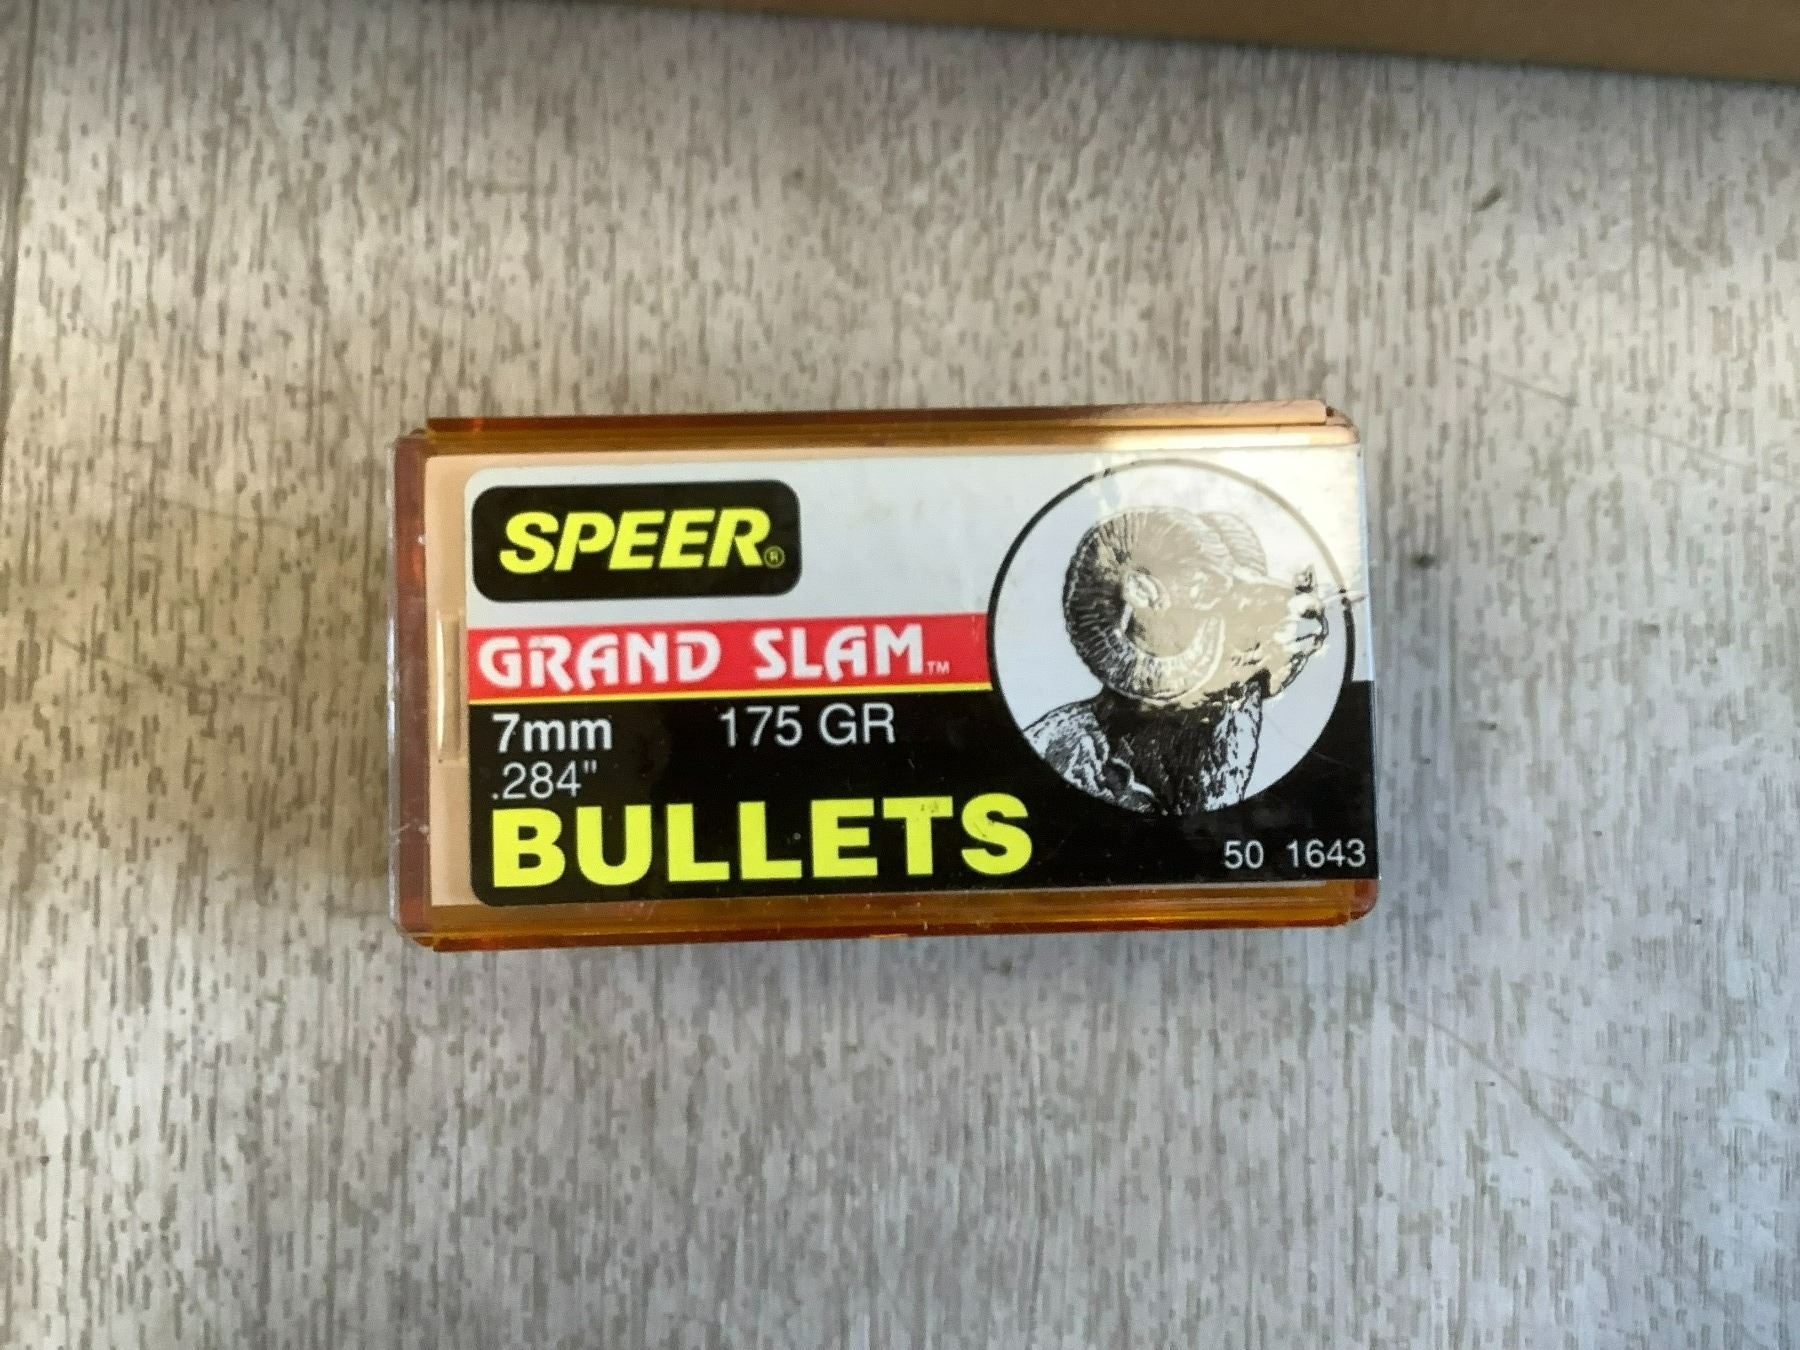 SPEER®
GRAND SLAM™
7mm 175 GR
.284"
BULLETS
50 1643